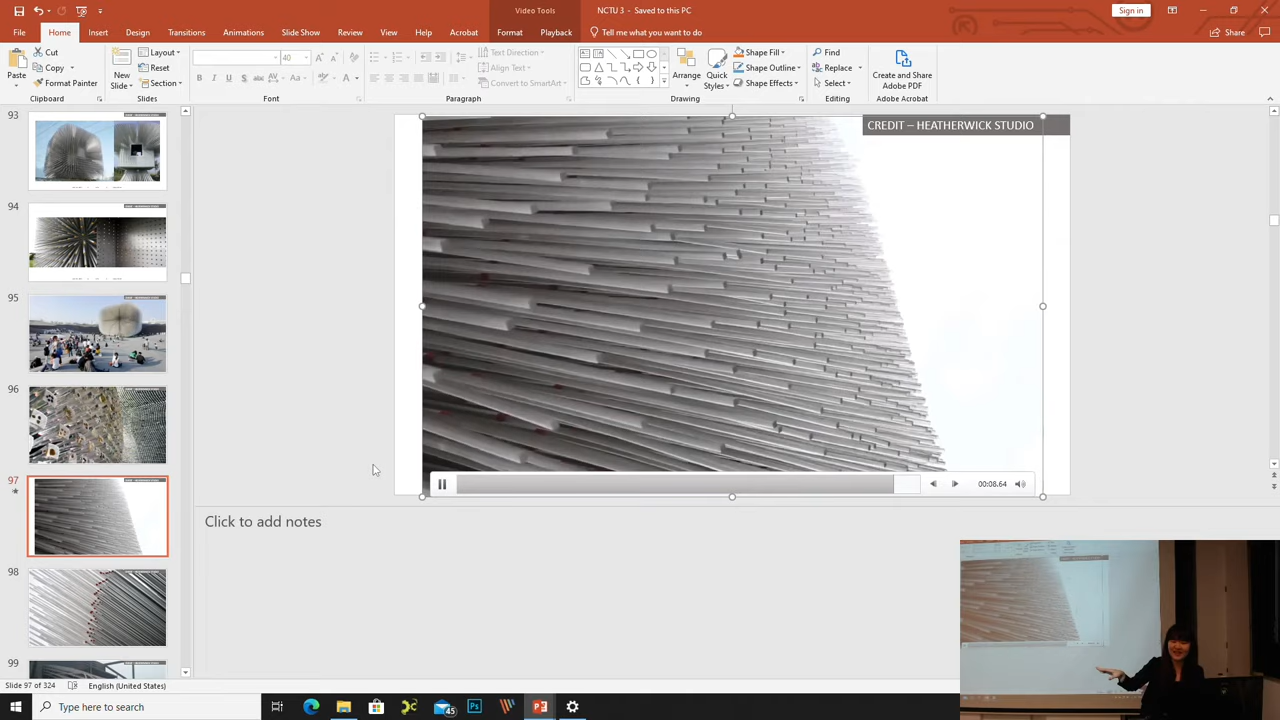 Video Tools
NCTU 3 - Saved to this PC
Sign in
File
Home
Insert
Design
Transitions
Animations
Slide Show
Review
View
Help
Acrobat
Format
Playback
Tell me what you want to do
Share
Paste
Cut
Copy
Format Painter
Clipboard
New
Slide
Layout
Reset
Section
Slides
40
B I U S abc AV Aa A
Font
Text Direction
Align Text
Convert to SmartArt
Paragraph
Arrange
Quick
Styles
Shape Fill
Shape Outline
Shape Effects
Drawing
Find
Replace
Select
Editing
Create and Share
Adobe PDF
Adobe Acrobat
93
94
95
96
97
98
99
CREDIT – HEATHERWICK STUDIO
00:08.64
Click to add notes
Slide 97 of 324
English (United States)
Type here to search
45